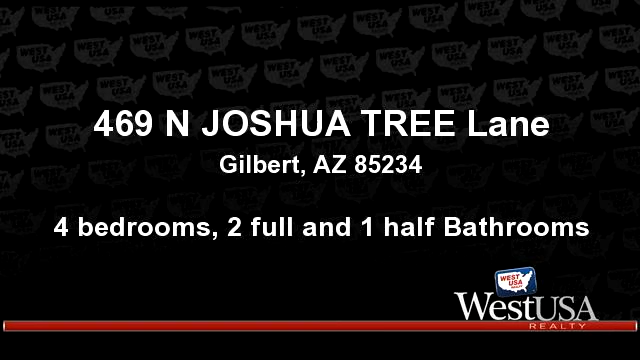 469 N JOSHUA TREE Lane
Gilbert, AZ 85234
4 bedrooms, 2 full and 1 half Bathrooms
WEST
USA
REALTY
WestUSA
REALTY